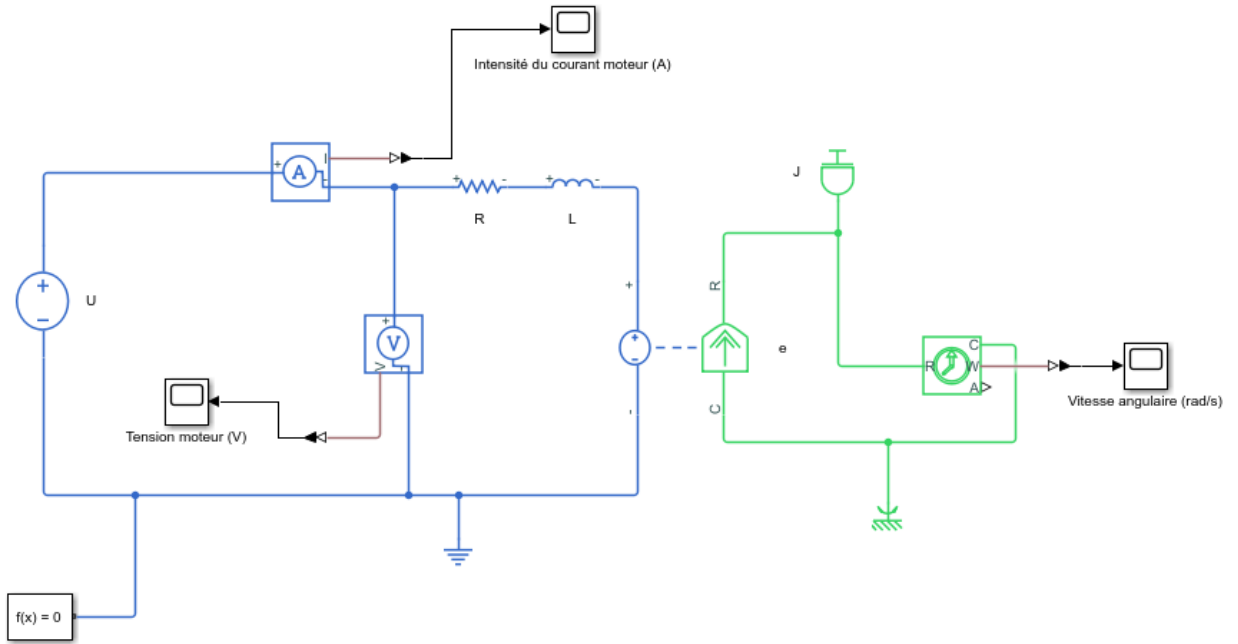 Intensité du courant moteur (A)
+
A
I
-
+
-
+
-
R
L
J
+
−
U
+
V
V
-
+
+
-
-
R
e
C
R
C
W
A
Vitesse angulaire (rad/s)
Tension moteur (V)
f(x) = 0